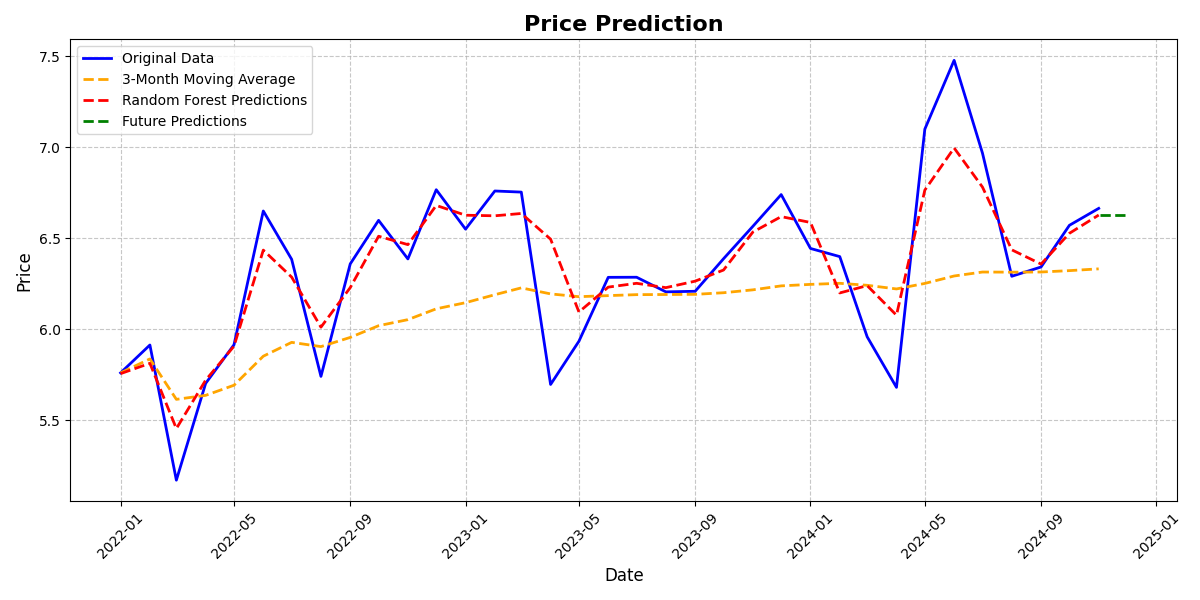 Price Prediction
Original Data
3-Month Moving Average
Random Forest Predictions
Future Predictions
Price
7.5
7.0
6.5
6.0
5.5
2022-01
2022-05
2022-09
2023-01
2023-05
2023-09
2024-01
2024-05
2024-09
2025-01
Date